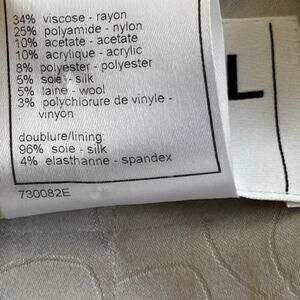 34% viscose - rayon
25% polyamide - nylon
10% acetate - acetate
10% acrylique - acrylic
8% polyester - polyester
5% soie - silk
5% laine - wool
3% polychlorure de vinyle -
vinyon
doublure/lining:
96% soie - silk
4% elasthanne - spandex
730082E
L